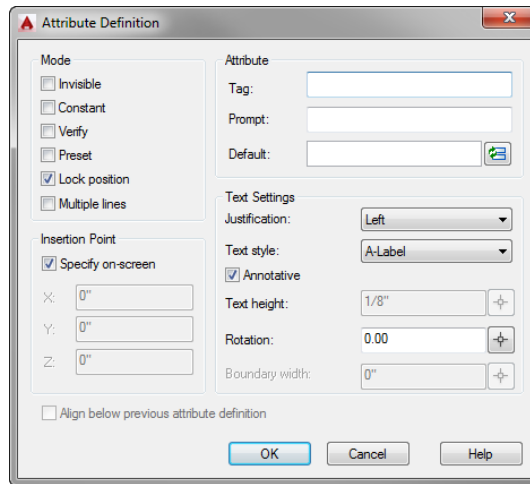 Attribute Definition
Mode
Invisible
Constant
Verify
Preset
Lock position
Multiple lines
Insertion Point
Specify on-screen
X: 0"
Y: 0"
Z: 0"
Attribute
Tag:
Prompt:
Default:
Text Settings
Justification: Left
Text style: A-Label
Annotative
Text height: 1/8"
Rotation: 0.00
Boundary width: 0"
Align below previous attribute definition
OK Cancel Help